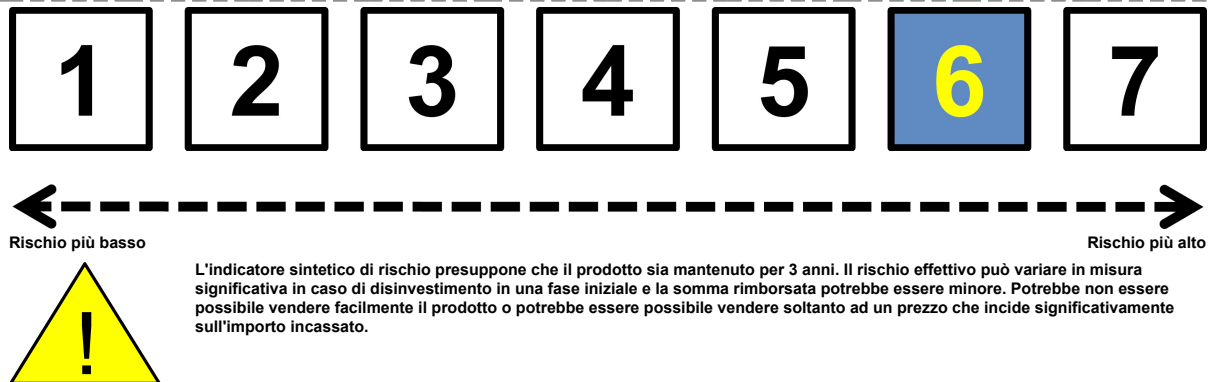 1 2 3 4 5 6 7
Rischio più basso Rischio più alto
L'indicatore sintetico di rischio presuppone che il prodotto sia mantenuto per 3 anni. Il rischio effettivo può variare in misura
significativa in caso di disinvestimento in una fase iniziale e la somma rimborsata potrebbe essere minore. Potrebbe non essere
possibile vendere facilmente il prodotto o potrebbe essere possibile vendere soltanto ad un prezzo che incide significativamente
sull'importo incassato.
!